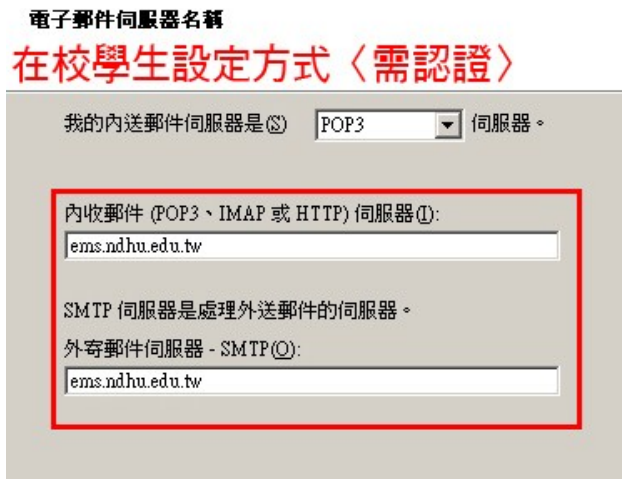 電子郵件伺服器名稱
在校學生設定方式〈需認證〉
我的內送郵件伺服器是(S) POP3 伺服器。
內收郵件 (POP3、IMAP 或 HTTP) 伺服器(I):
ems.ndhu.edu.tw
SMTP 伺服器是處理外送郵件的伺服器。
外寄郵件伺服器 - SMTP(O):
ems.ndhu.edu.tw